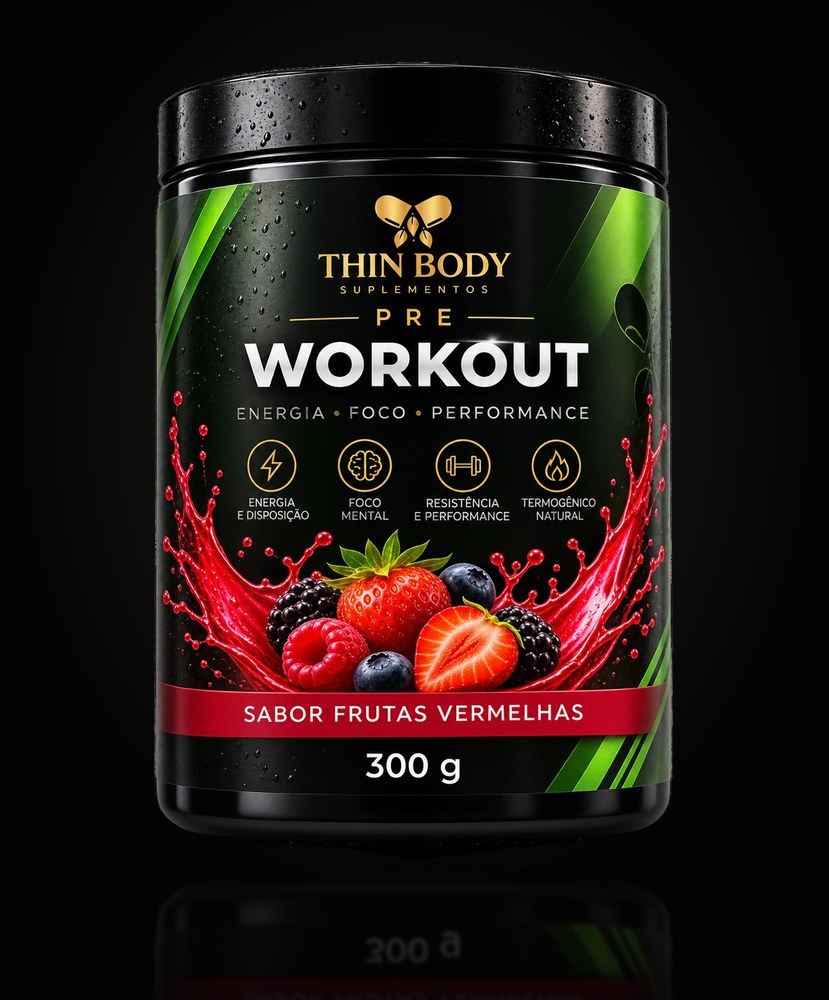 THIN BODY
SUPLEMENTOS
PRE
WORKOUT
ENERGIA • FOCO • PERFORMANCE
ENERGIA
E DISPOSIÇÃO
FOCO
MENTAL
RESISTÊNCIA
E PERFORMANCE
TERMOGÊNICO
NATURAL
SABOR FRUTAS VERMELHAS
300 g
300 g